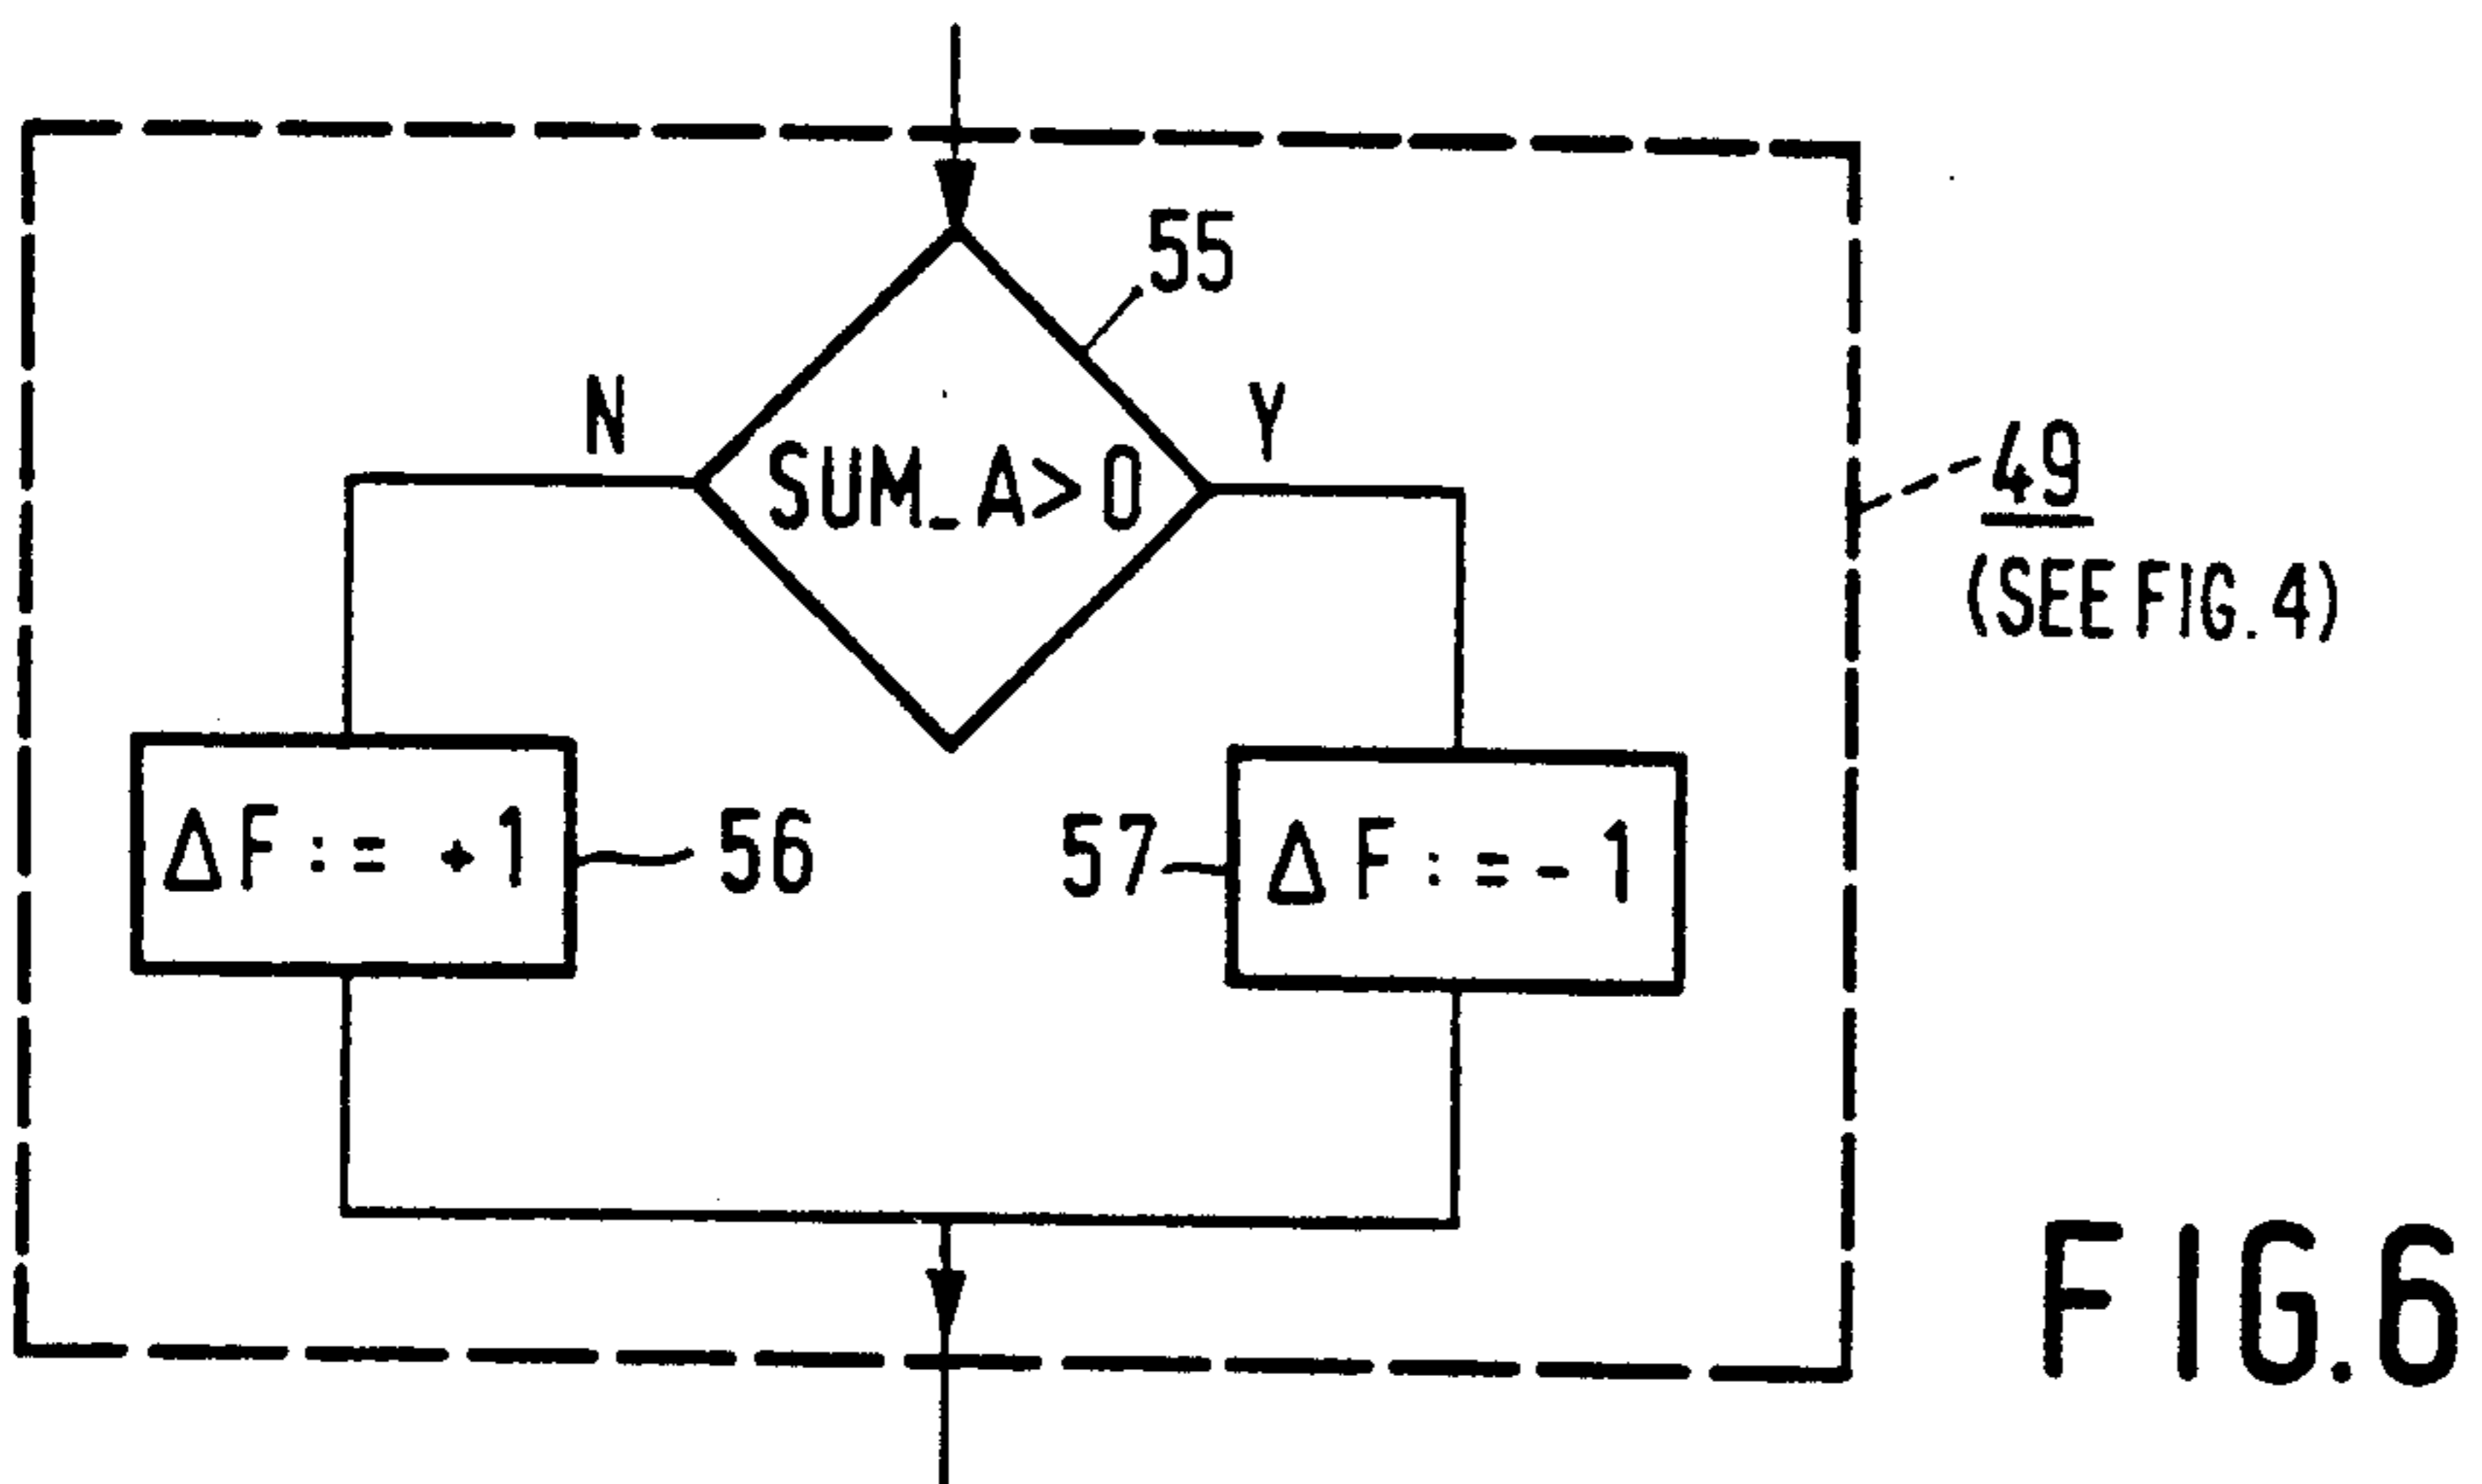 55
N
Y
SUM_A>0
49
(SEE FIG. 4)
ΔF := +1
56
57
ΔF :=-1
FIG.6